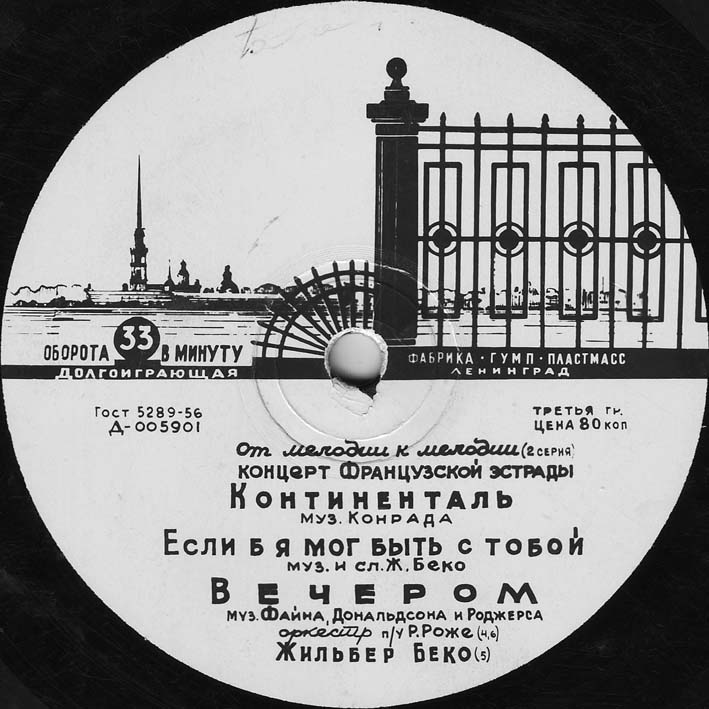 33
ОБОРОТА В МИНУТУ
ДОЛГОИГРАЮЩАЯ
ФАБРИКА · ГУМП · ПЛАСТМАСС
ЛЕНИНГРАД
ГОСТ 5289-56
Д-005901
ТРЕТЬЯ ГР.
ЦЕНА 80 КОП
От мелодии к мелодии (2 СЕРИЯ)
КОНЦЕРТ ФРАНЦУЗСКОЙ ЭСТРАДЫ
КОНТИНЕНТАЛЬ
МУЗ. КОНРАДА
ЕСЛИ Б Я МОГ БЫТЬ С ТОБОЙ
МУЗ. И СЛ. Ж. БЕКО
ВЕЧЕРОМ
МУЗ. ФАЙНА, ДОНАЛЬДСОНА И РОДЖЕРСА
оркестр п/у Р. РОЖЕ (4,6)
ЖИЛЬБЕР БЕКО (5)